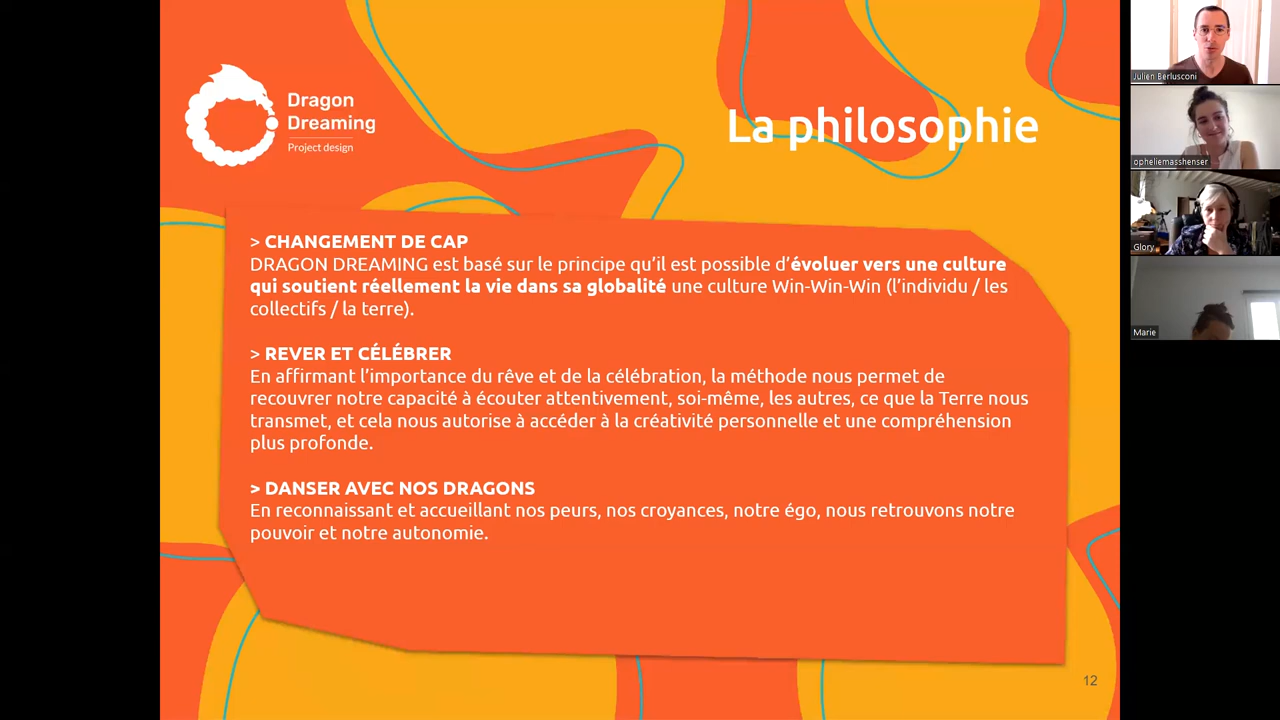 Dragon
Dreaming
Project design
La philosophie
> CHANGEMENT DE CAP
DRAGON DREAMING est basé sur le principe qu’il est possible d’évoluer vers une culture
qui soutient réellement la vie dans sa globalité une culture Win-Win-Win (l’individu / les
collectifs / la terre).
> REVER ET CÉLÉBRER
En affirmant l’importance du rêve et de la célébration, la méthode nous permet de
recouvrer notre capacité à écouter attentivement, soi-même, les autres, ce que la Terre nous
transmet, et cela nous autorise à accéder à la créativité personnelle et une compréhension
plus profonde.
> DANSER AVEC NOS DRAGONS
En reconnaissant et accueillant nos peurs, nos croyances, notre égo, nous retrouvons notre
pouvoir et notre autonomie.
12
Julien Berlusconi
opheliemasshenser
Glory
Marie